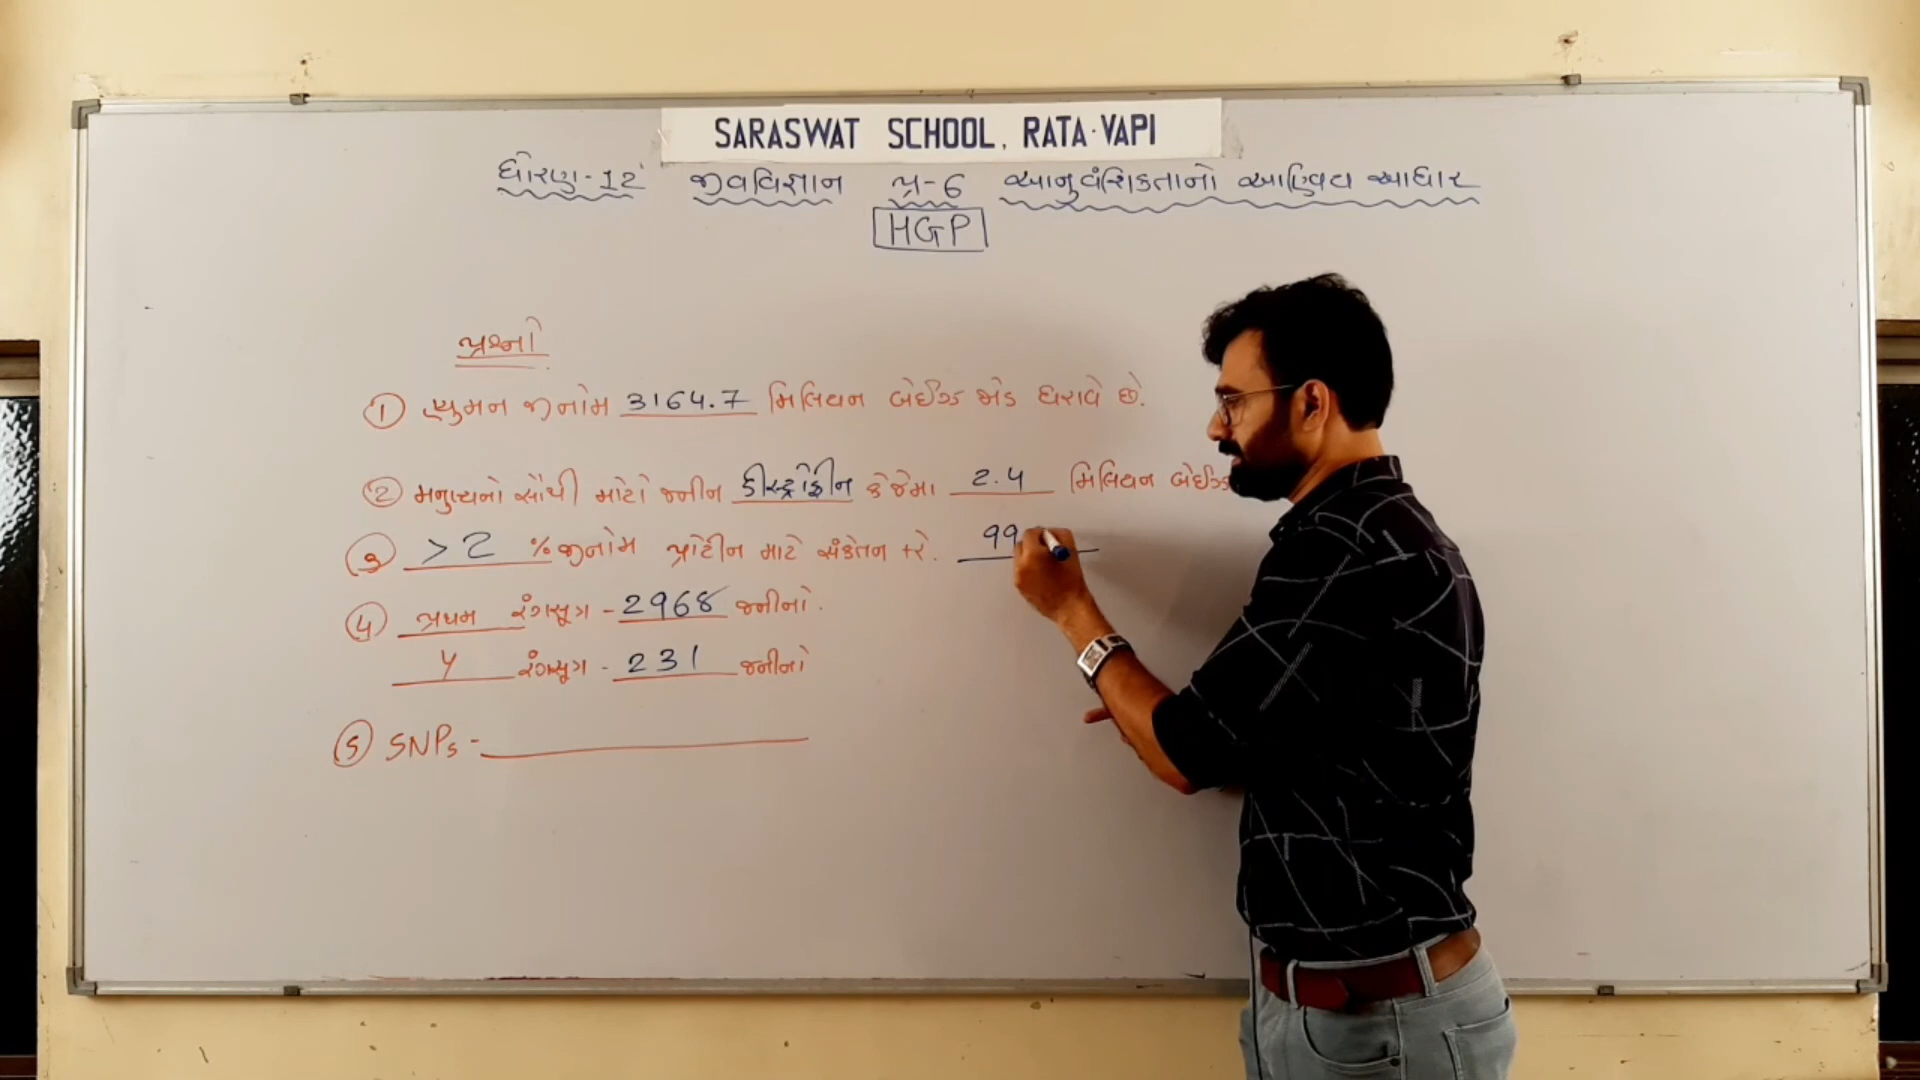 SARASWAT SCHOOL, RATA·VAPI
ધોરણ-12 જીવવિજ્ઞાન પ્ર-6 આનુવંશિકતાનો આણ્વિય આધાર
HGP
પ્રશ્નો
① હ્યુમન જીનોમ 3164.7 મિલિયન બેઈઝ જોડ ધરાવે છે.
② મનુષ્યનો સૌથી મોટો જનીન ડીસ્ટ્રોફીન કે જેમાં 2.4 મિલિયન બેઈઝ
③ >2 % જીનોમ પ્રોટીન માટે સંકેતન કરે. 99
④ પ્રથમ રંગસૂત્ર - 2968 જનીનો.
Y રંગસૂત્ર - 231 જનીનો
⑤ SNPs -